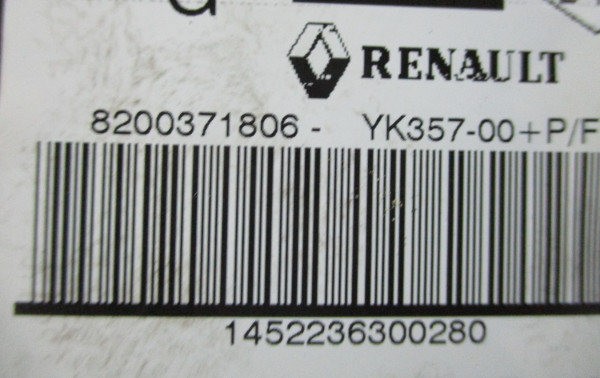 G
RENAULT
8200371806 - YK357-00+P/F
1452236300280